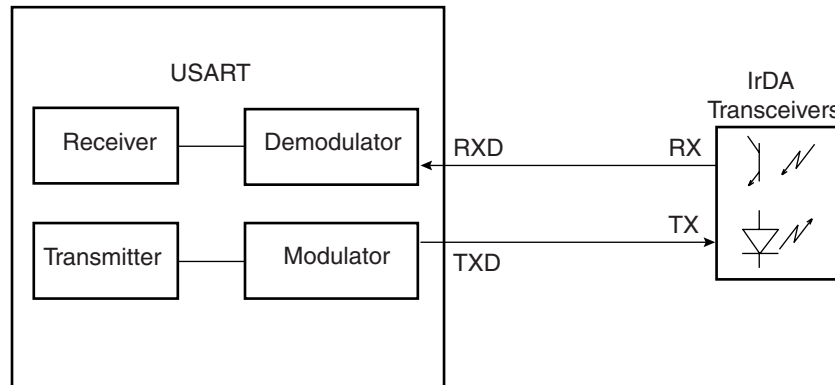 USART
IrDA
Transceivers
Receiver
Demodulator
RXD
RX
Transmitter
Modulator
TX
TXD